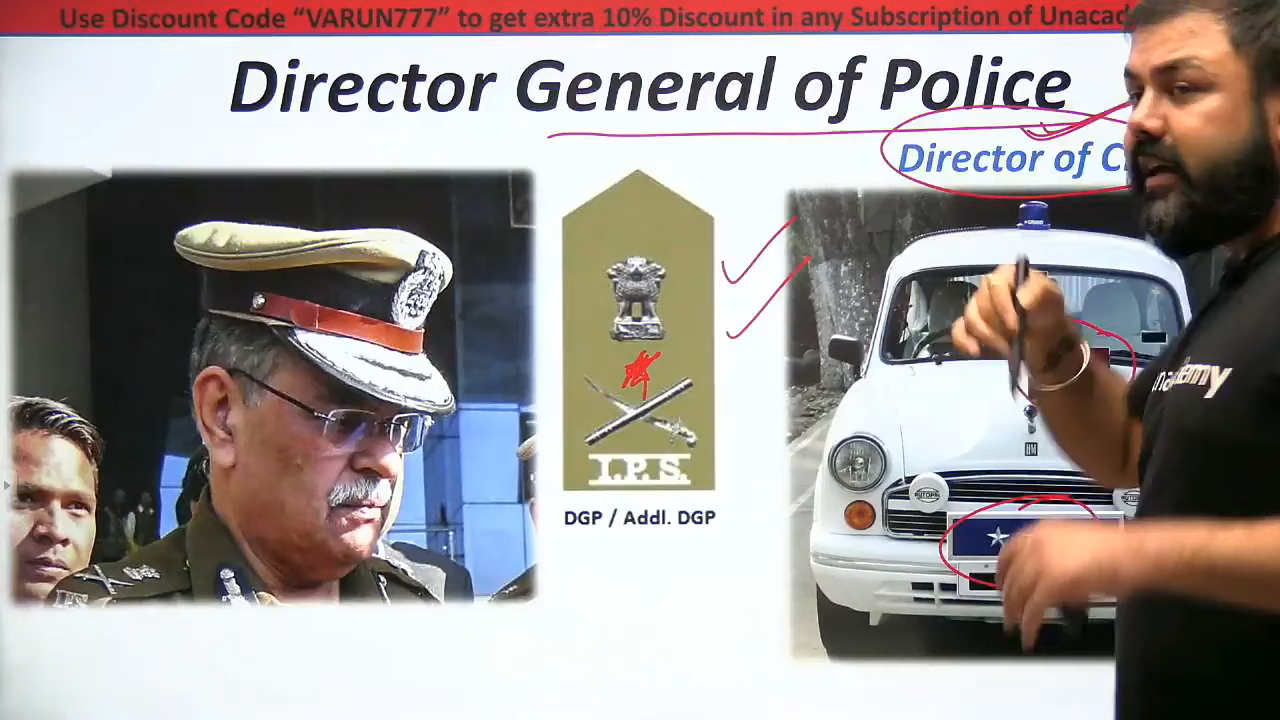 Use Discount Code “VARUN777” to get extra 10% Discount in any Subscription of
Director General of Police
Director of
I.P.S.
DGP / Addl. DGP
HM